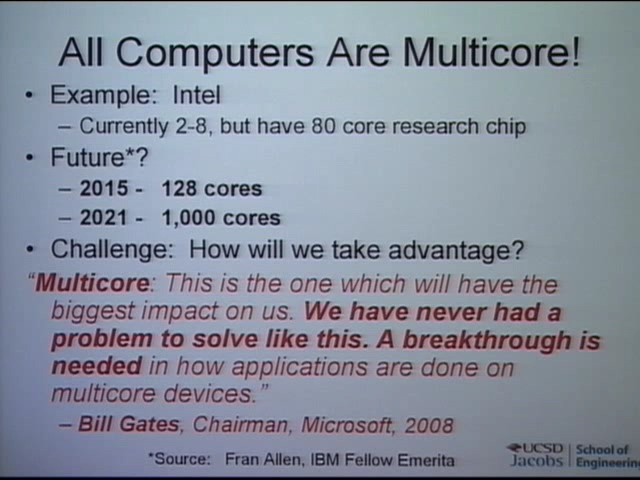 All Computers Are Multicore!
• Example: Intel
– Currently 2-8, but have 80 core research chip
• Future*?
– 2015 - 128 cores
– 2021 - 1,000 cores
• Challenge: How will we take advantage?
"Multicore: This is the one which will have the
biggest impact on us. We have never had a
problem to solve like this. A breakthrough is
needed in how applications are done on
multicore devices."
– Bill Gates, Chairman, Microsoft, 2008
*Source: Fran Allen, IBM Fellow Emerita
UCSD
Jacobs
School of
Engineering